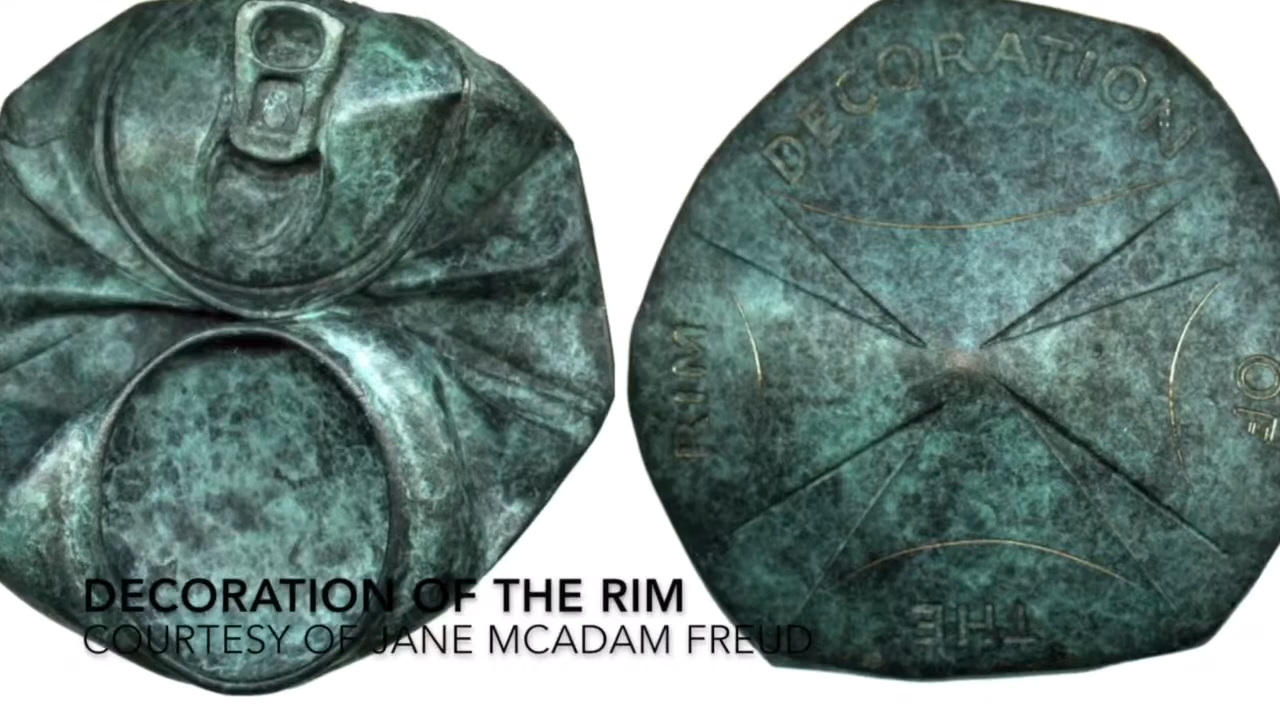 DECORATION
OF
THE
RIM
DECORATION OF THE RIM
COURTESY OF JANE MCADAM FREUD